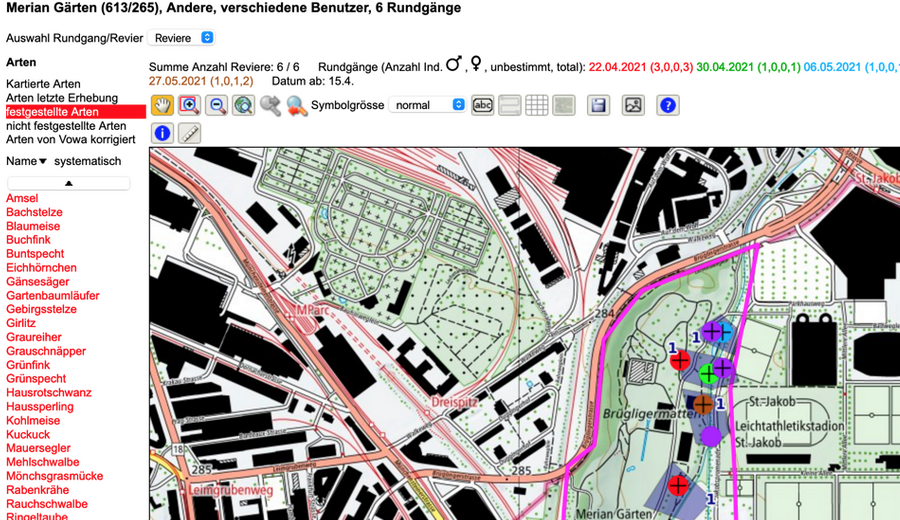 Merian Gärten (613/265), Andere, verschiedene Benutzer, 6 Rundgänge
Auswahl Rundgang/Revier Reviere
Arten
Kartierte Arten
Arten letzte Erhebung
festgestellte Arten
nicht festgestellte Arten
Arten von Vowa korrigiert
Name▼ systematisch
▲
Amsel
Bachstelze
Blaumeise
Buchfink
Buntspecht
Eichhörnchen
Gänsesäger
Gartenbaumläufer
Gebirgsstelze
Girlitz
Graureiher
Grauschnäpper
Grünfink
Grünspecht
Hausrotschwanz
Haussperling
Kohlmeise
Kuckuck
Mauersegler
Mehlschwalbe
Mönchsgrasmücke
Rabenkrähe
Rauchschwalbe
Ringeltaube
Summe Anzahl Reviere: 6 / 6 Rundgänge (Anzahl Ind. ♂, ♀, unbestimmt, total): 22.04.2021 (3,0,0,3) 30.04.2021 (1,0,0,1) 06.05.2021 (1,0,0,
27.05.2021 (1,0,1,2) Datum ab: 15.4.
Symbolgrösse normal abc
St.-Jakob
Walkeweg
Brüglingerstrasse
Parkhausweg
MParc
284
1
1
Dreispitz
Walkeweg
Brügligermatten
1
St.-Jakob
Leichtathletikstadion
St. Jakob
18
285
Leimgrubenweg
Leimgrubenweg
285
Brüglingerstrasse
1
Merian Gärten